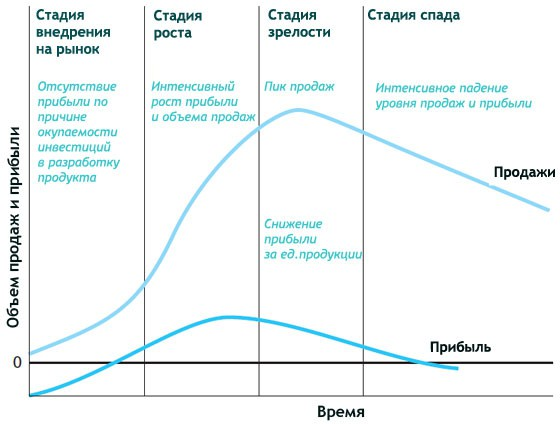 Стадия
внедрения
на рынок
Стадия
роста
Стадия
зрелости
Стадия спада
Отсутствие
прибыли по
причине
окупаемости
инвестиций
в разработку
продукта
Интенсивный
рост прибыли
и объема продаж
Пик продаж
Интенсивное падение
уровня продаж и прибыли
Снижение
прибыли
за ед.продукции
Продажи
Прибыль
Объем продаж и прибыли
0
Время